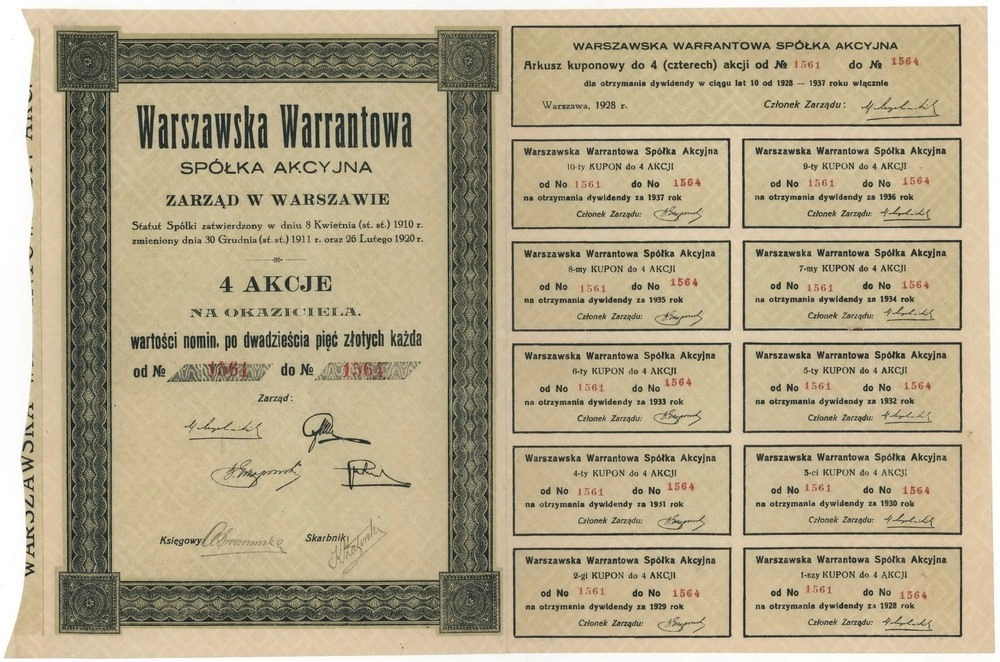 Warszawska Warrantowa
SPÓŁKA AKCYJNA
ZARZĄD W WARSZAWIE
Statut Spółki zatwierdzony w dniu 8 Kwietnia (st. st.) 1910 r.
zmieniony dnia 30 Grudnia (st. st.) 1911 r. oraz 26 Lutego 1920 r.
4 AKCJE
NA OKAZICIELA.
wartości nomin. po dwadzieścia pięć złotych każda
od № 1561 do № 1564
Zarząd:
Księgowy Skarbnik:
WARSZAWSKA
WARSZAWSKA WARRANTOWA SPÓŁKA AKCYJNA
Arkusz kuponowy do 4 (czterech) akcji od № 1561 do № 1564
dla otrzymania dywidendy w ciągu lat 10 od 1928 — 1937 roku włącznie
Warszawa, 1928 r. Członek Zarządu:
Warszawska Warrantowa Spółka Akcyjna
10-ty KUPON do 4 AKCJI
od No 1561 do No 1564
na otrzymanie dywidendy za 1937 rok
Członek Zarządu:
Warszawska Warrantowa Spółka Akcyjna
9-ty KUPON do 4 AKCJI
od No 1561 do No 1564
na otrzymanie dywidendy za 1936 rok
Członek Zarządu:
Warszawska Warrantowa Spółka Akcyjna
8-my KUPON do 4 AKCJI
od No 1561 do No 1564
na otrzymanie dywidendy za 1935 rok
Członek Zarządu:
Warszawska Warrantowa Spółka Akcyjna
7-my KUPON do 4 AKCJI
od No 1561 do No 1564
na otrzymanie dywidendy za 1934 rok
Członek Zarządu:
Warszawska Warrantowa Spółka Akcyjna
6-ty KUPON do 4 AKCJI
od No 1561 do No 1564
na otrzymanie dywidendy za 1933 rok
Członek Zarządu:
Warszawska Warrantowa Spółka Akcyjna
5-ty KUPON do 4 AKCJI
od No 1561 do No 1564
na otrzymanie dywidendy za 1932 rok
Członek Zarządu:
Warszawska Warrantowa Spółka Akcyjna
4-ty KUPON do 4 AKCJI
od No 1561 do No 1564
na otrzymanie dywidendy za 1931 rok
Członek Zarządu:
Warszawska Warrantowa Spółka Akcyjna
3-ci KUPON do 4 AKCJI
od No 1561 do No 1564
na otrzymanie dywidendy za 1930 rok
Członek Zarządu:
Warszawska Warrantowa Spółka Akcyjna
2-gi KUPON do 4 AKCJI
od No 1561 do No 1564
na otrzymanie dywidendy za 1929 rok
Członek Zarządu:
Warszawska Warrantowa Spółka Akcyjna
1-szy KUPON do 4 AKCJI
od No 1561 do No 1564
na otrzymanie dywidendy za 1928 rok
Członek Zarządu: